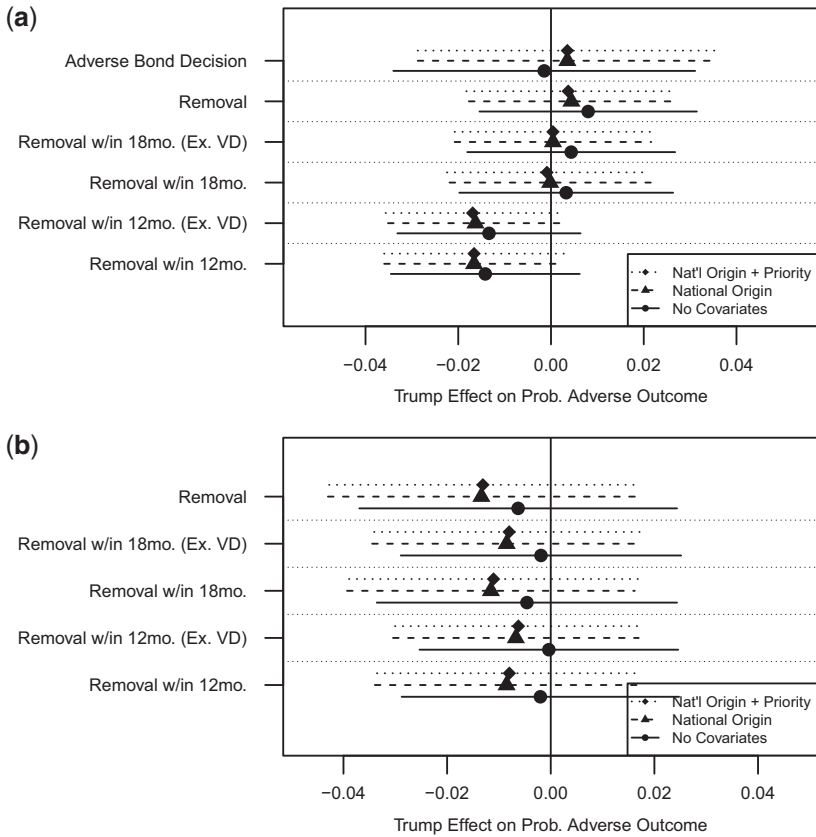 (a)
Adverse Bond Decision
Removal
Removal w/in 18mo. (Ex. VD)
Removal w/in 18mo.
Removal w/in 12mo. (Ex. VD)
Removal w/in 12mo.
Nat'l Origin + Priority
National Origin
No Covariates
−0.04 −0.02 0.00 0.02 0.04
Trump Effect on Prob. Adverse Outcome
(b)
Removal
Removal w/in 18mo. (Ex. VD)
Removal w/in 18mo.
Removal w/in 12mo. (Ex. VD)
Removal w/in 12mo.
Nat'l Origin + Priority
National Origin
No Covariates
−0.04 −0.02 0.00 0.02 0.04
Trump Effect on Prob. Adverse Outcome